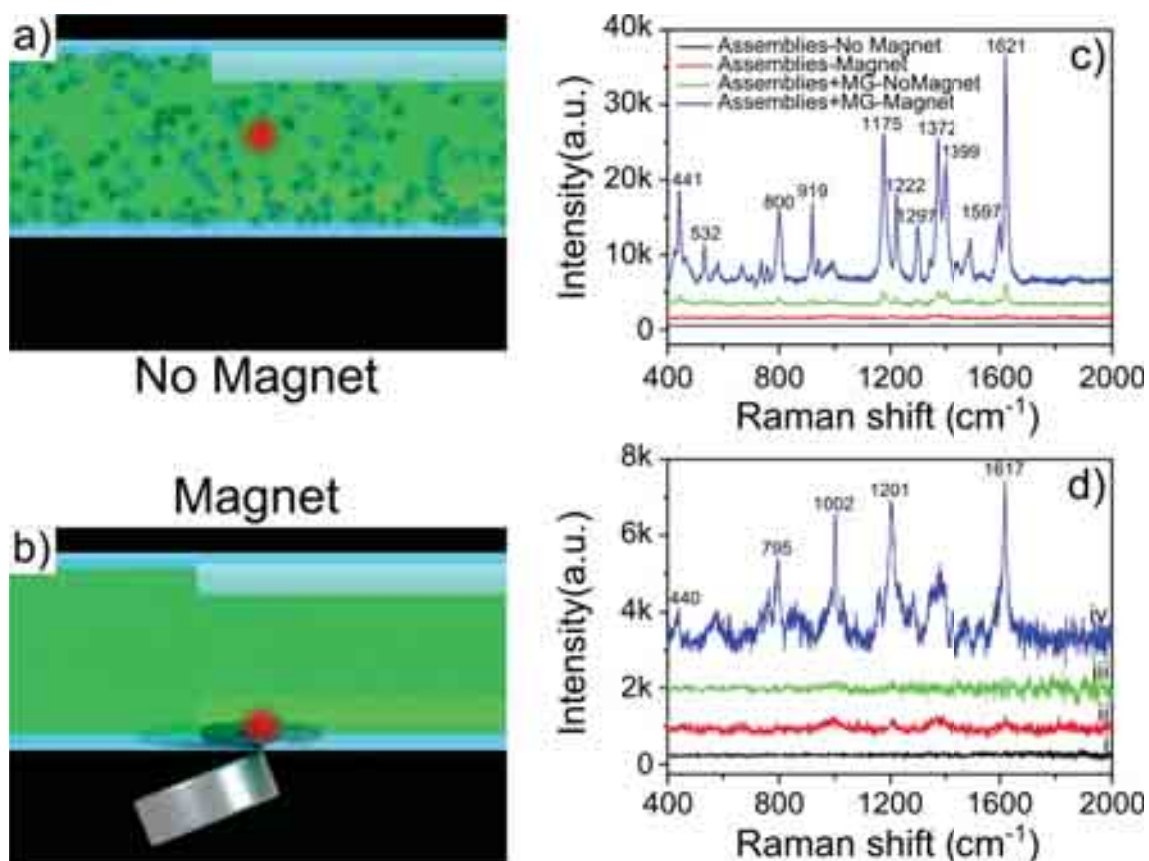 a)
No Magnet
Magnet
b)
c)
40k
30k
20k
10k
0
Intensity(a.u.)
Assemblies-No Magnet
Assemblies-Magnet
Assemblies+MG-NoMagnet
Assemblies+MG-Magnet
441
532
800
919
1175
1222
1297
1372
1399
1597
1621
400 800 1200 1600 2000
Raman shift (cm-1)
d)
8k
6k
4k
2k
0
Intensity(a.u.)
440
795
1002
1201
1617
iv
iii
400 800 1200 1600 2000
Raman shift (cm-1)